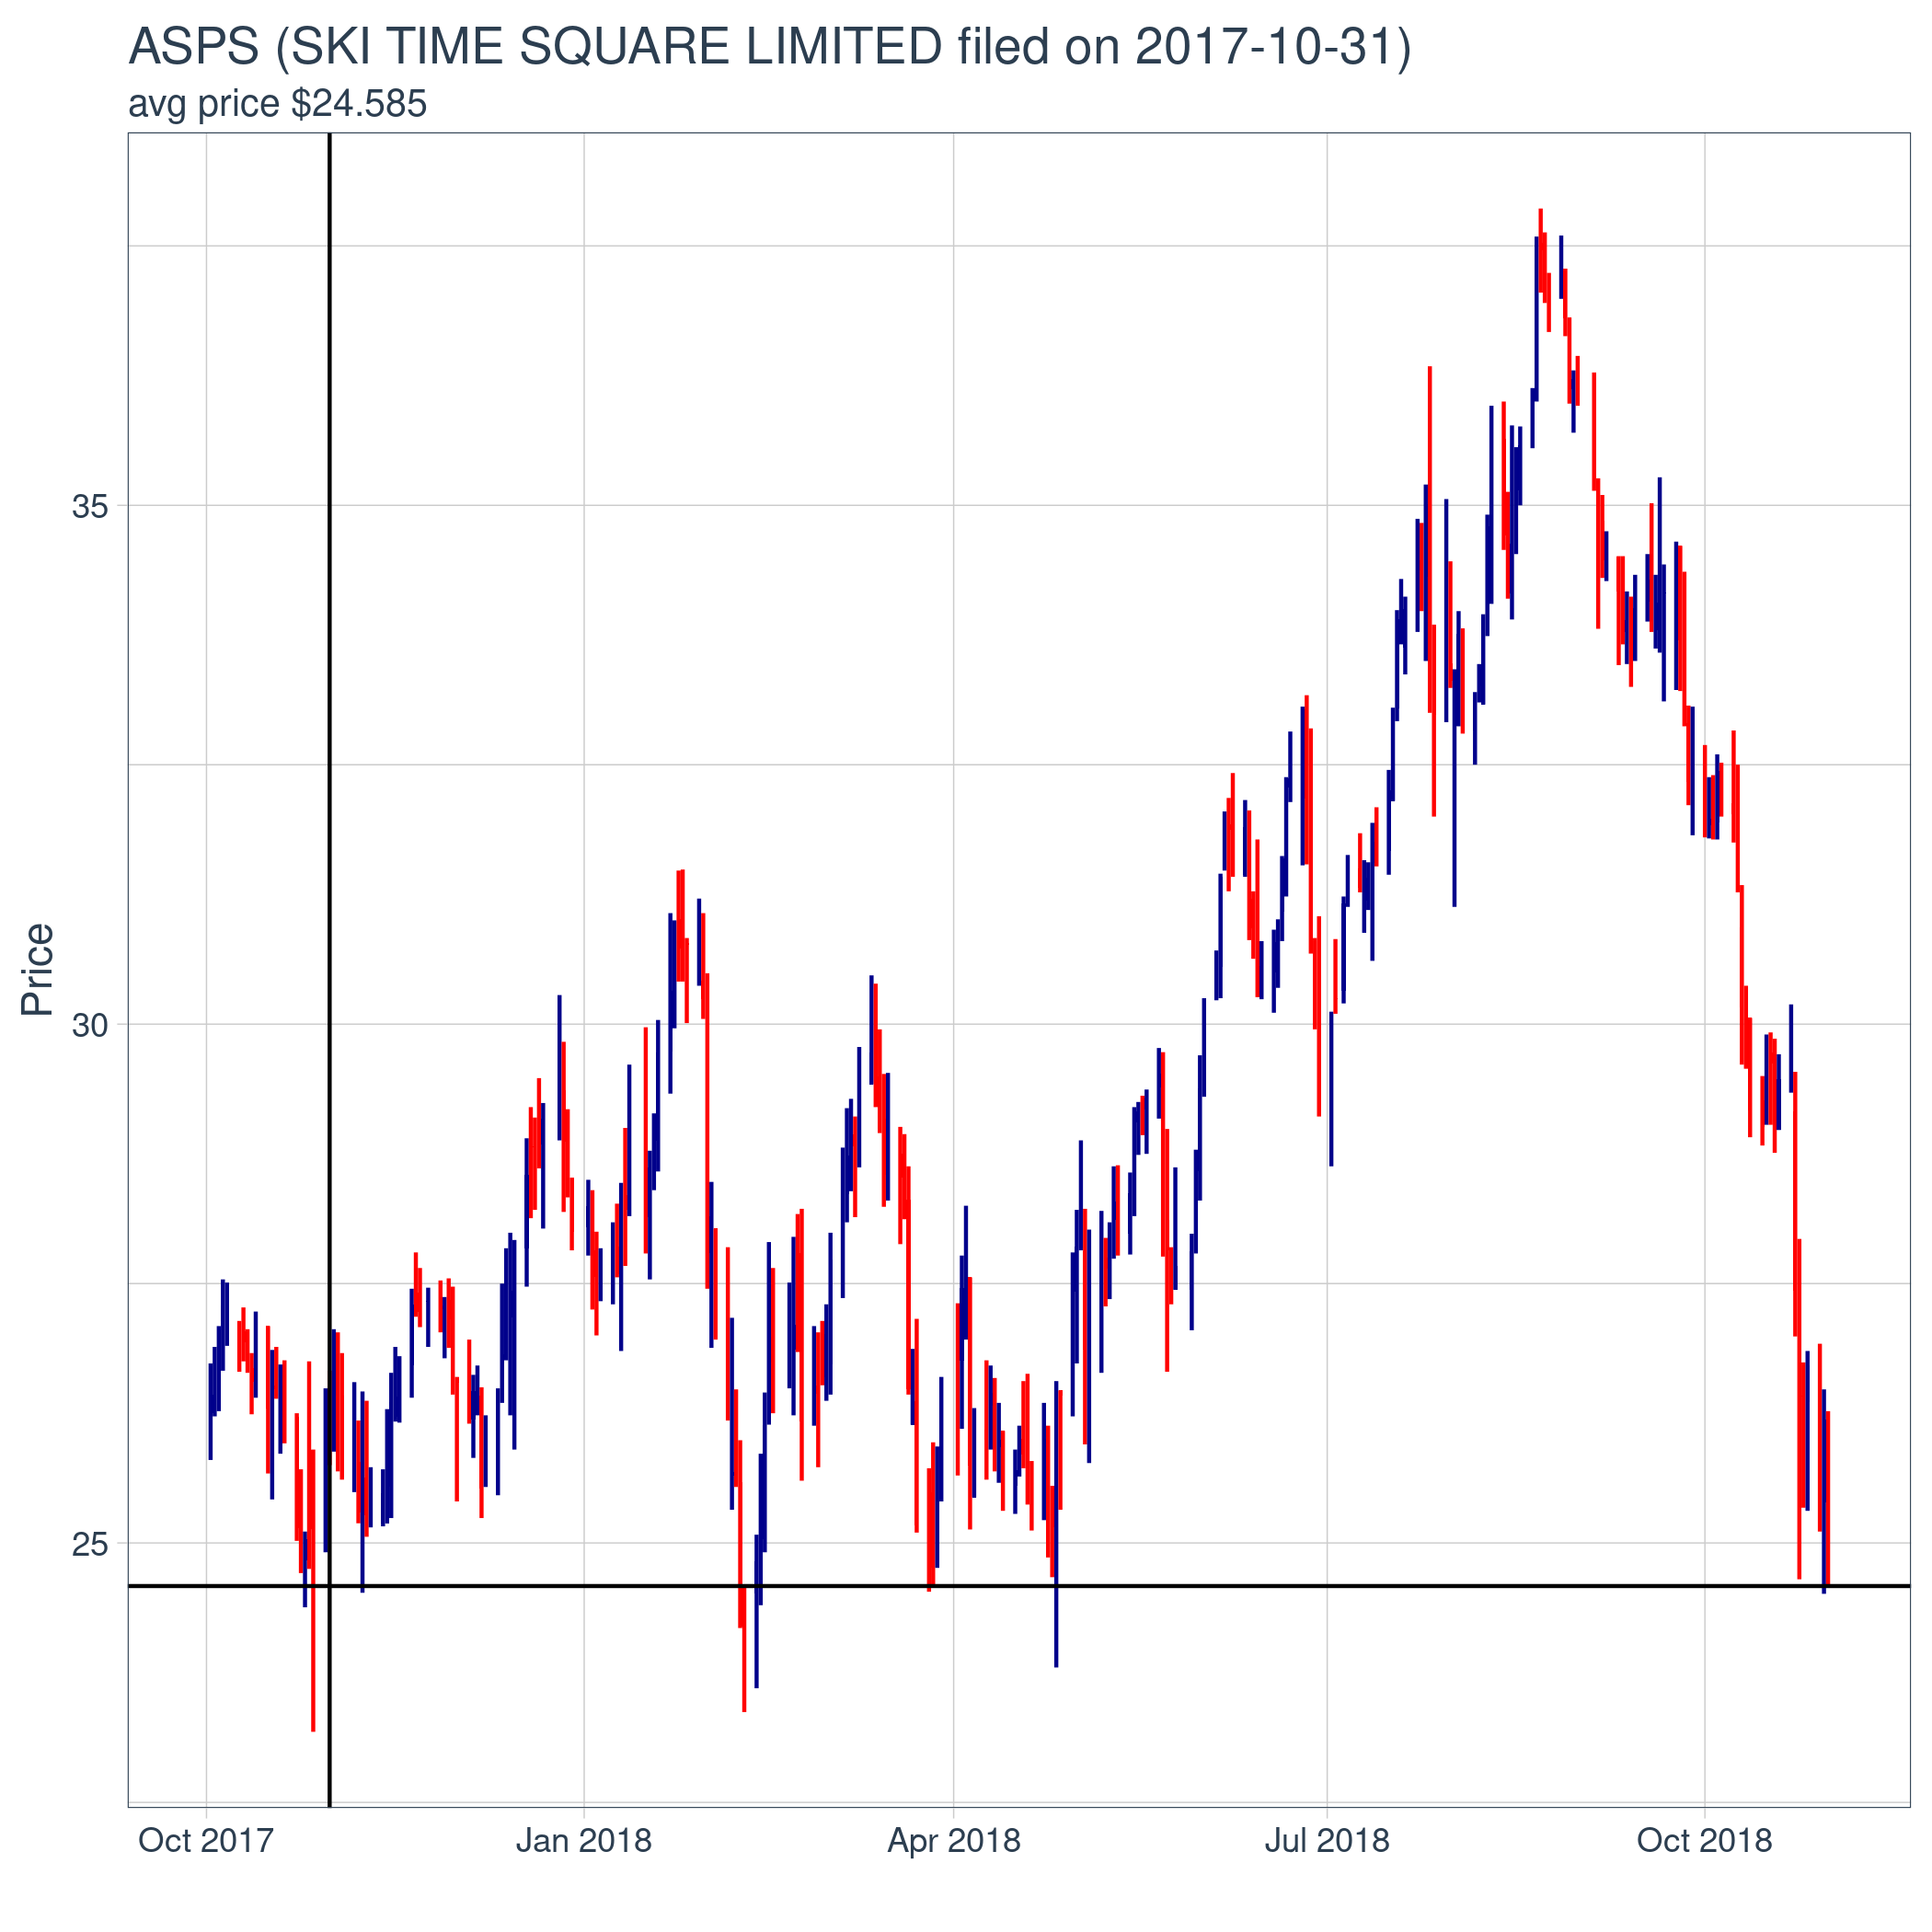 ASPS (SKI TIME SQUARE LIMITED filed on 2017-10-31)
avg price $24.585
Price
35
30
25
Oct 2017
Jan 2018
Apr 2018
Jul 2018
Oct 2018